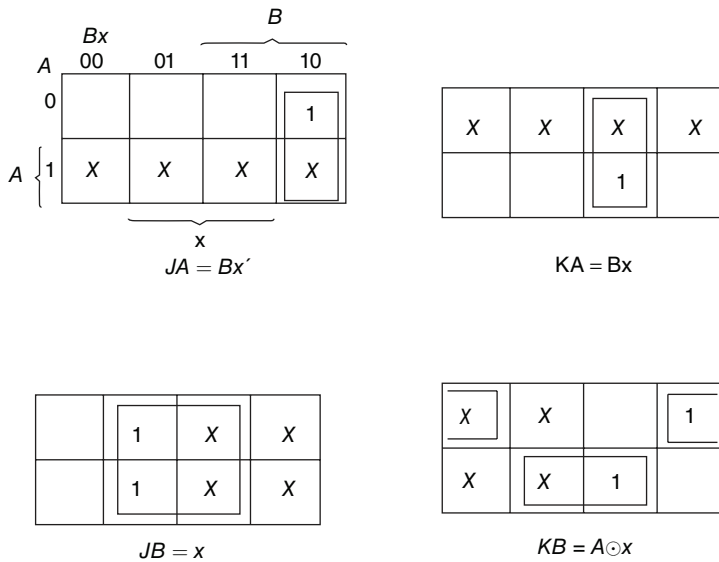 B
Bx
A 00 01 11 10
0 1
A 1 X X X X
x
JA = Bx′
X X X X
1
KA = Bx
1 X X
1 X X
JB = x
X X 1
X X 1
KB = A⊙x